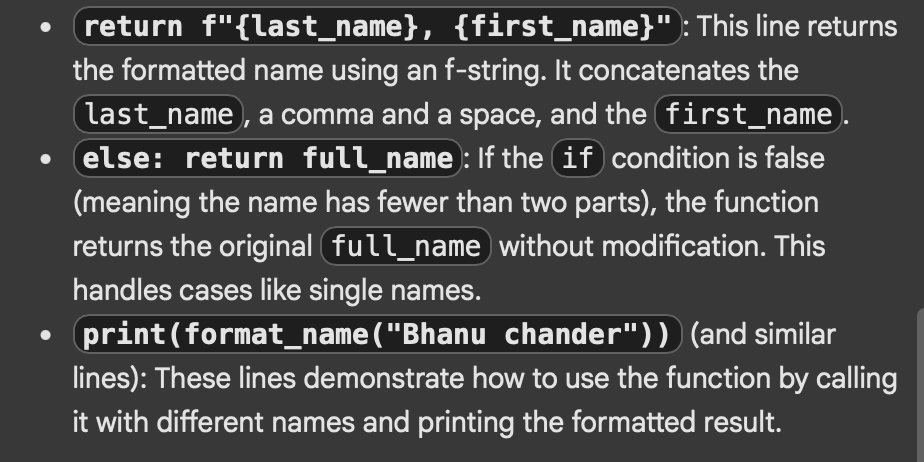 • return f"{last_name}, {first_name}": This line returns
the formatted name using an f-string. It concatenates the
last_name, a comma and a space, and the first_name.
• else: return full_name: If the if condition is false
(meaning the name has fewer than two parts), the function
returns the original full_name without modification. This
handles cases like single names.
• print(format_name("Bhanu chander")) (and similar
lines): These lines demonstrate how to use the function by calling
it with different names and printing the formatted result.